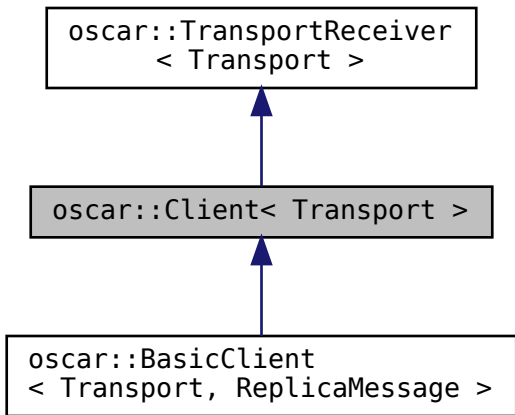 oscar::TransportReceiver
< Transport >
oscar::Client< Transport >
oscar::BasicClient
< Transport, ReplicaMessage >